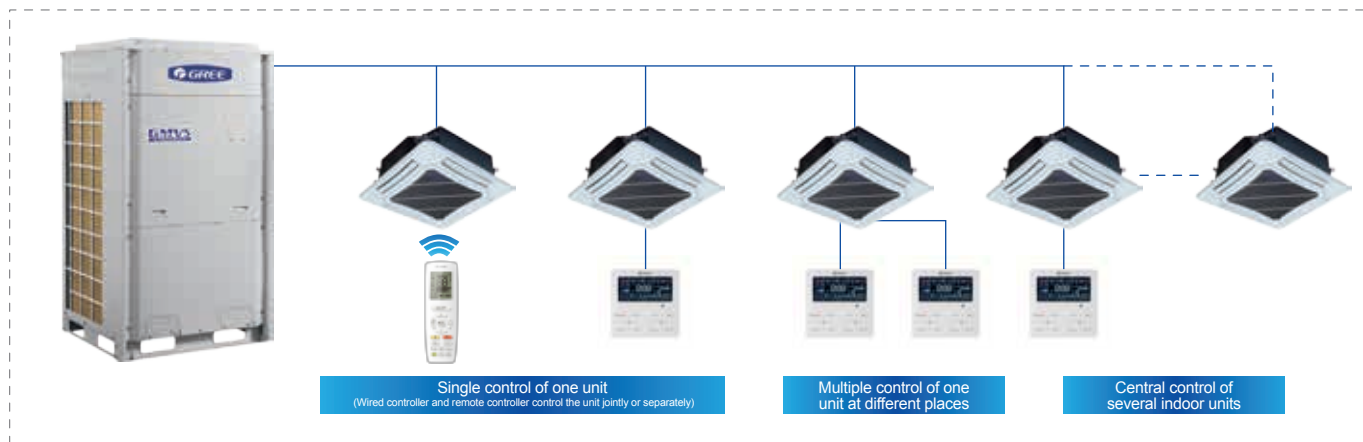 GREE
GMV5
Single control of one unit
(Wired controller and remote controller control the unit jointly or separately)
Multiple control of one
unit at different places
Central control of
several indoor units